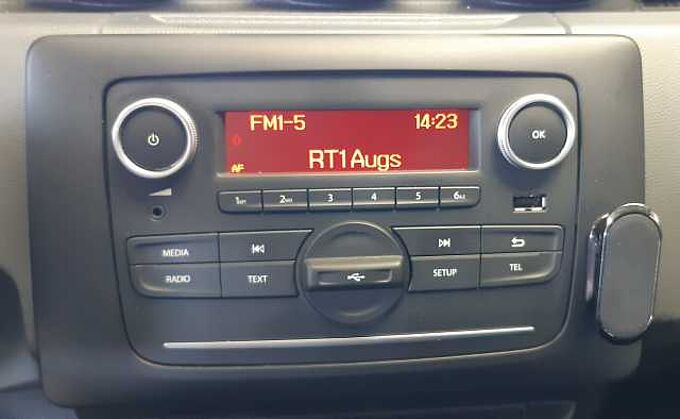 FM1-5 14:23
AF RT1 Augs
OK
1 2 3 4 5 6
MEDIA
RADIO TEXT SETUP TEL